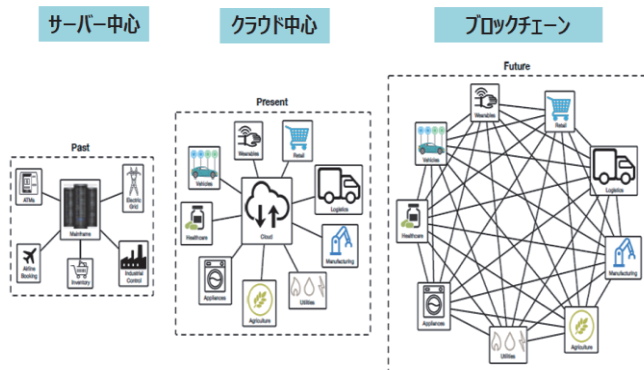 サーバー中心
クラウド中心
ブロックチェーン
Past
ATMs
Electric
Grid
Mainframe
Airline
Booking
Inventory
Industrial
Control
Present
Wearables
Retail
Vehicles
Logistics
Healthcare
Cloud
Manufacturing
Appliances
Agriculture
Utilities
Future
Wearables
Retail
Vehicles
Logistics
Healthcare
Manufacturing
Appliances
Agriculture
Utilities